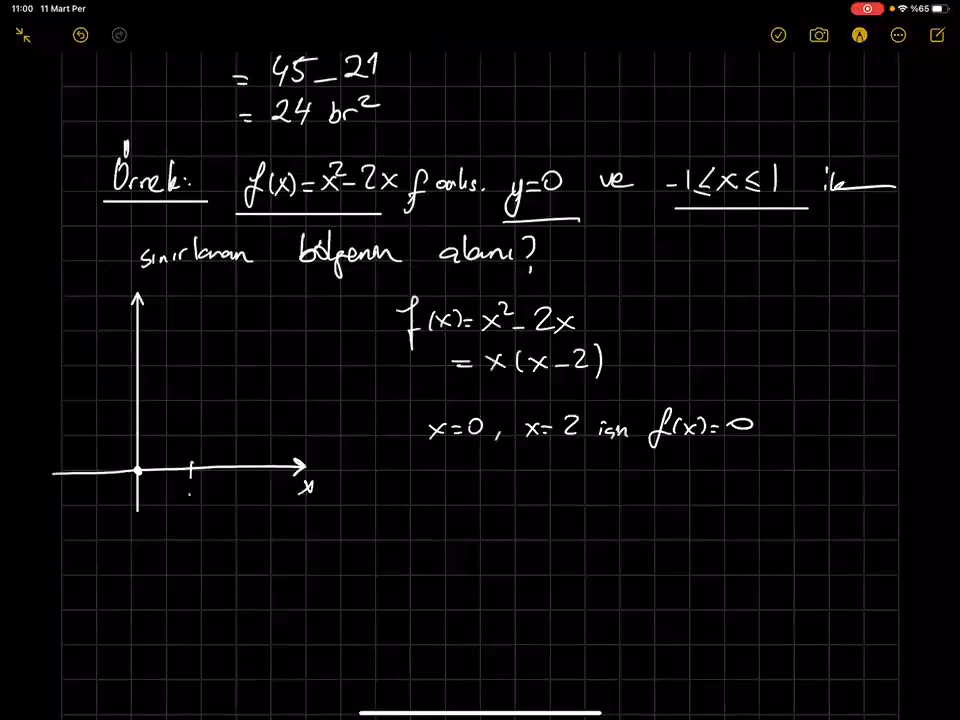 11:00 11 Mart Per %65
= 45 - 21
= 24 br²
Örnek: f(x) = x² - 2x fonks. y=0 ve -1 ≤ x ≤ 1 ile
sınırlanan bölgenin alanı?
f(x) = x² - 2x
= x(x - 2)
x=0, x=2 için f(x)=0
x